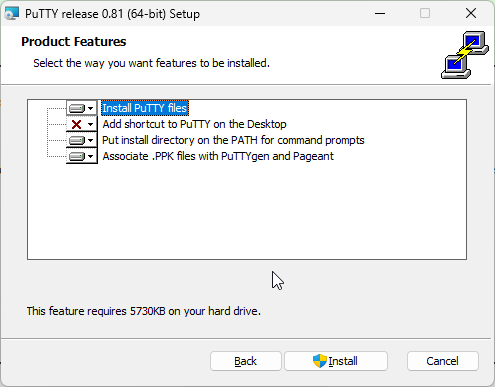 PuTTY release 0.81 (64-bit) Setup
Product Features
Select the way you want features to be installed.
Install PuTTY files
Add shortcut to PuTTY on the Desktop
Put install directory on the PATH for command prompts
Associate .PPK files with PuTTYgen and Pageant
This feature requires 5730KB on your hard drive.
Back
Install
Cancel